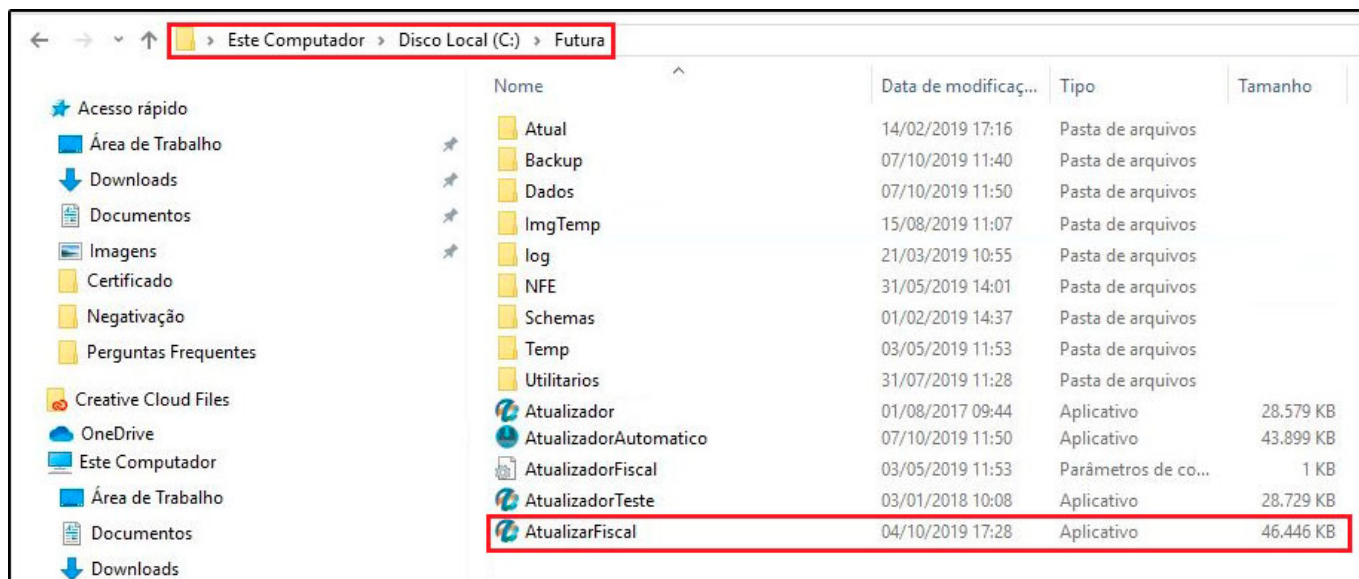 Este Computador > Disco Local (C:) > Futura
Acesso rápido
Área de Trabalho
Downloads
Documentos
Imagens
Certificado
Negativação
Perguntas Frequentes
Creative Cloud Files
OneDrive
Este Computador
Área de Trabalho
Documentos
Downloads
Nome Data de modificaç... Tipo Tamanho
Atual 14/02/2019 17:16 Pasta de arquivos
Backup 07/10/2019 11:40 Pasta de arquivos
Dados 07/10/2019 11:50 Pasta de arquivos
ImgTemp 15/08/2019 11:07 Pasta de arquivos
log 21/03/2019 10:55 Pasta de arquivos
NFE 31/05/2019 14:01 Pasta de arquivos
Schemas 01/02/2019 14:37 Pasta de arquivos
Temp 03/05/2019 11:53 Pasta de arquivos
Utilitarios 31/07/2019 11:28 Pasta de arquivos
Atualizador 01/08/2017 09:44 Aplicativo 28.579 KB
AtualizadorAutomatico 07/10/2019 11:50 Aplicativo 43.899 KB
AtualizadorFiscal 03/05/2019 11:53 Parâmetros de co... 1 KB
AtualizadorTeste 03/01/2018 10:08 Aplicativo 28.729 KB
AtualizarFiscal 04/10/2019 17:28 Aplicativo 46.446 KB